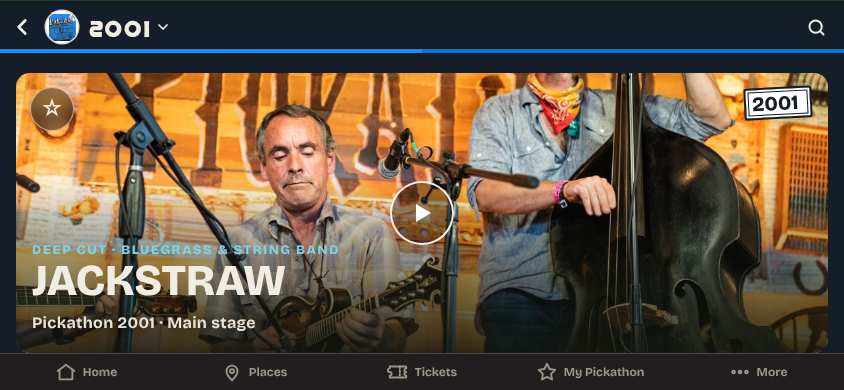 2001
2001
DEEP CUT · BLUEGRASS & STRING BAND
JACKSTRAW
Pickathon 2001 · Main stage
Home
Places
Tickets
My Pickathon
More